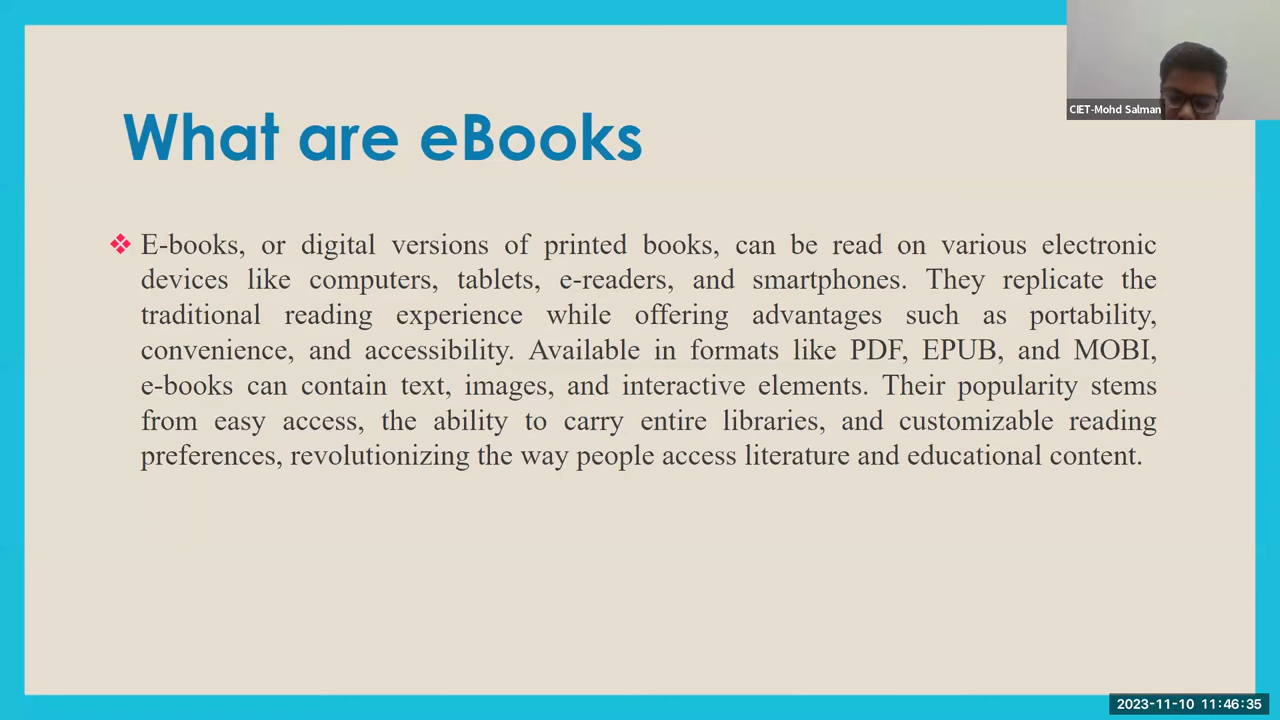 CIET-Mohd Salman
What are eBooks
E-books, or digital versions of printed books, can be read on various electronic
devices like computers, tablets, e-readers, and smartphones. They replicate the
traditional reading experience while offering advantages such as portability,
convenience, and accessibility. Available in formats like PDF, EPUB, and MOBI,
e-books can contain text, images, and interactive elements. Their popularity stems
from easy access, the ability to carry entire libraries, and customizable reading
preferences, revolutionizing the way people access literature and educational content.
2023-11-10 11:46:35